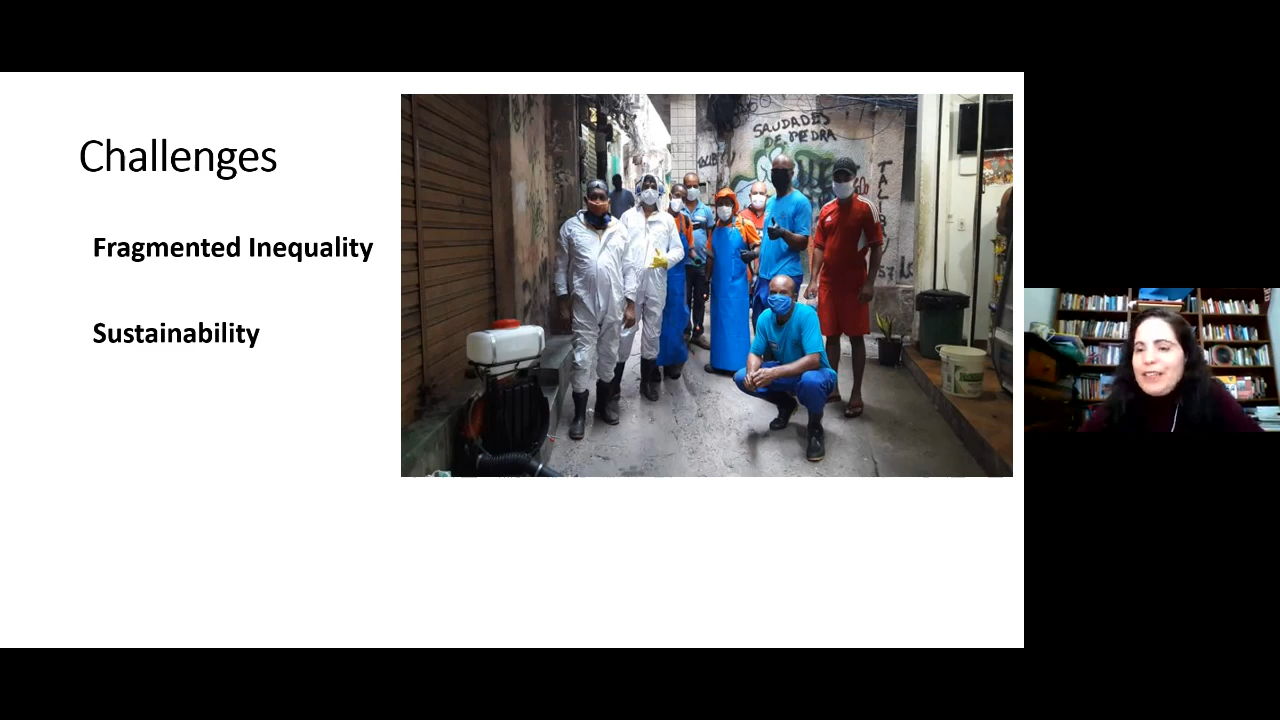 Challenges
Fragmented Inequality
Sustainability
SAUDADES
DE PEDRA